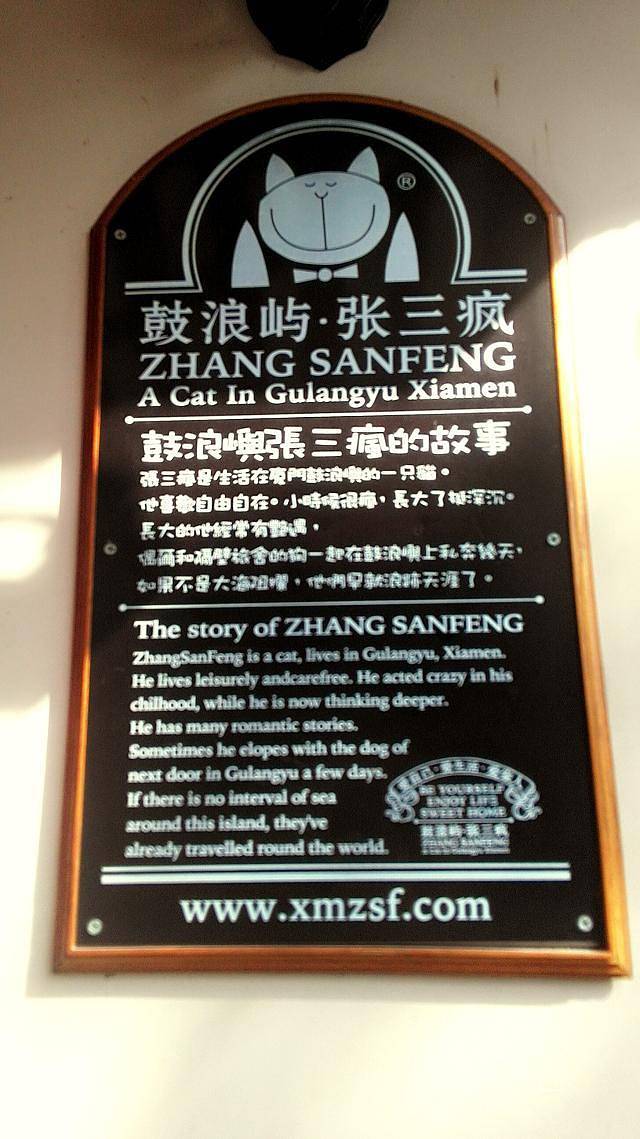 ®
鼓浪屿·张三疯
ZHANG SANFENG
A Cat In Gulangyu Xiamen
鼓浪嶼張三瘋的故事
張三瘋是生活在廈門鼓浪嶼的一只貓。
他喜歡自由自在。小時候很瘋，長大了挺深沉。
長大的他經常有艷遇，
偶爾和隔壁宿舍的狗一起在鼓浪嶼上私奔幾天，
如果不是大海阻攔，他們早就浪跡天涯了。
The story of ZHANG SANFENG
ZhangSanFeng is a cat, lives in Gulangyu, Xiamen.
He lives leisurely andcarefree. He acted crazy in his
chilhood, while he is now thinking deeper.
He has many romantic stories.
Sometimes he elopes with the dog of
next door in Gulangyu a few days.
If there is no interval of sea
around this island, they've
already travelled round the world.
BE YOURSELF
ENJOY LIFE
SWEET HOME
鼓浪屿·张三疯
ZHANG SANFENG
www.xmzsf.com